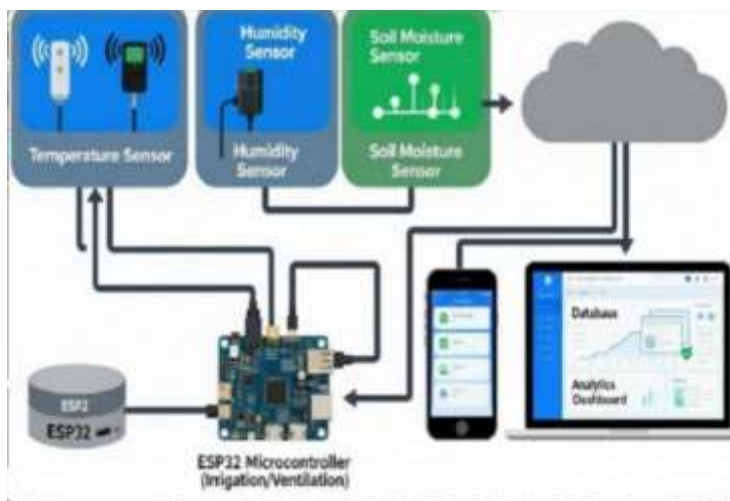 Temperature Sensor
Humidity
Sensor
Humidity
Sensor
Soil Moisture
Sensor
Soil Moisture
Sensor
Databaus
Analytics
Dashboard
ESP2
ESP32
ESP32 Microcontroller
(Irrigation/Ventilation)